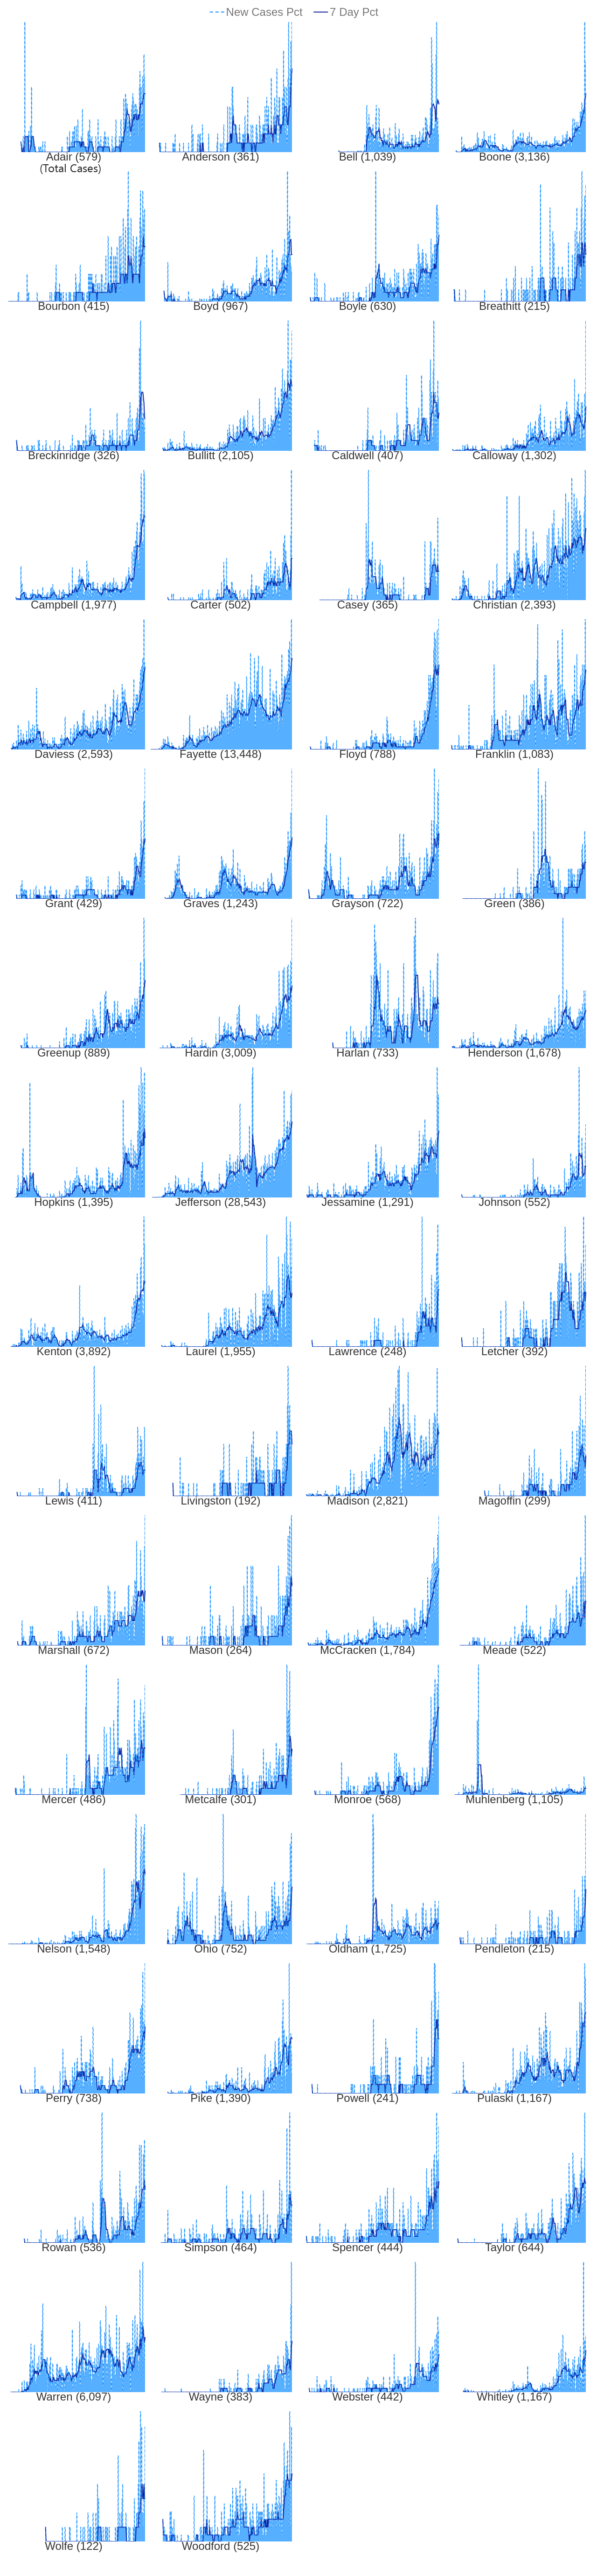 New Cases Pct 7 Day Pct
Adair (579) Anderson (361) Bell (1,039) Boone (3,136)
(Total Cases)
Bourbon (415) Boyd (967) Boyle (630) Breathitt (215)
Breckinridge (326) Bullitt (2,105) Caldwell (407) Calloway (1,302)
Campbell (1,977) Carter (502) Casey (365) Christian (2,393)
Daviess (2,593) Fayette (13,448) Floyd (788) Franklin (1,083)
Grant (429) Graves (1,243) Grayson (722) Green (386)
Greenup (889) Hardin (3,009) Harlan (733) Henderson (1,678)
Hopkins (1,395) Jefferson (28,543) Jessamine (1,291) Johnson (552)
Kenton (3,892) Laurel (1,955) Lawrence (248) Letcher (392)
Lewis (411) Livingston (192) Madison (2,821) Magoffin (299)
Marshall (672) Mason (264) McCracken (1,784) Meade (522)
Mercer (486) Metcalfe (301) Monroe (568) Muhlenberg (1,105)
Nelson (1,548) Ohio (752) Oldham (1,725) Pendleton (215)
Perry (738) Pike (1,390) Powell (241) Pulaski (1,167)
Rowan (536) Simpson (464) Spencer (444) Taylor (644)
Warren (6,097) Wayne (383) Webster (442) Whitley (1,167)
Wolfe (122) Woodford (525)